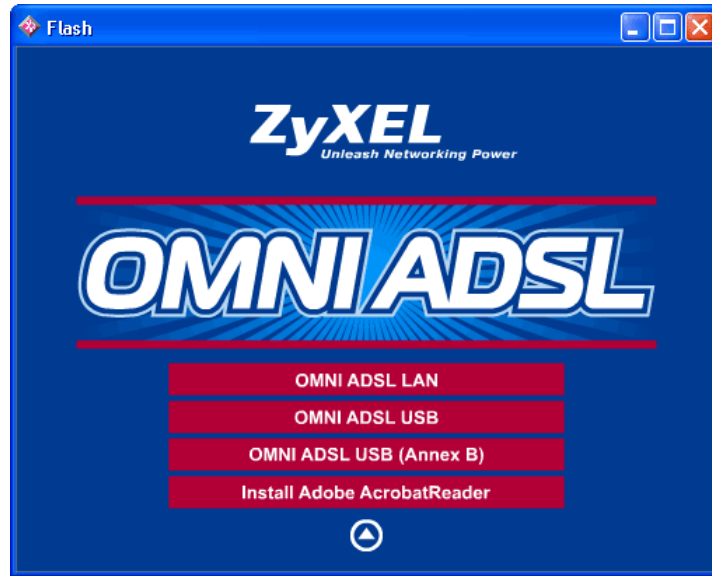 Flash
ZyXEL
Unleash Networking Power
OMNI ADSL
OMNI ADSL LAN
OMNI ADSL USB
OMNI ADSL USB (Annex B)
Install Adobe AcrobatReader